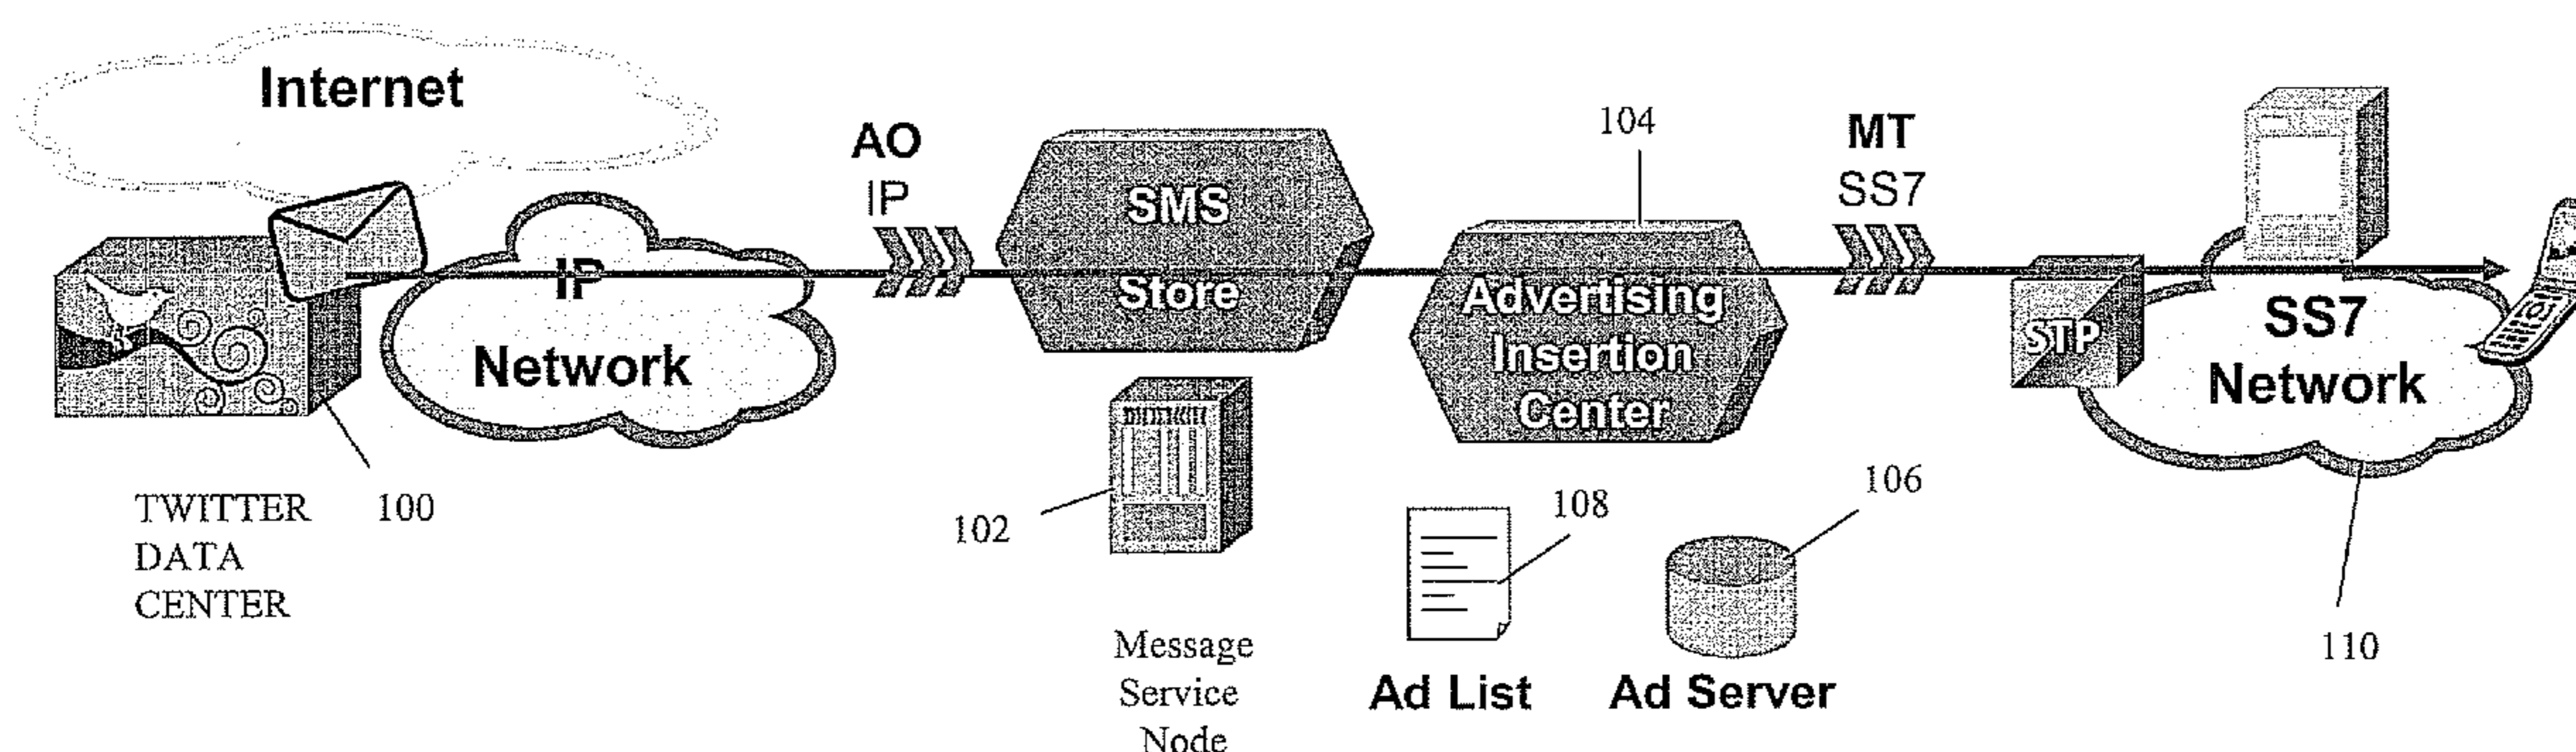 Internet
IP
Network
TWITTER
DATA
CENTER
100
AO
IP
SMS
Store
102
Message
Service
Node
104
Advertising
Insertion
Center
108
Ad List
106
Ad Server
MT
SS7
STP
SS7
Network
110